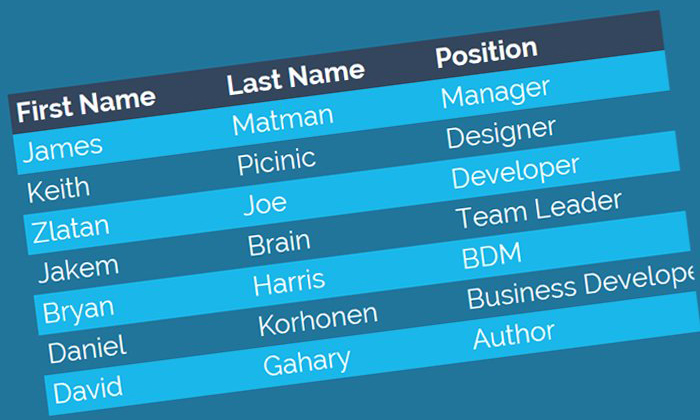 First Name Last Name Position
James Matman Manager
Keith Picinic Designer
Zlatan Joe Developer
Jakem Brain Team Leader
Bryan Harris BDM
Daniel Korhonen Business Develope
David Gahary Author